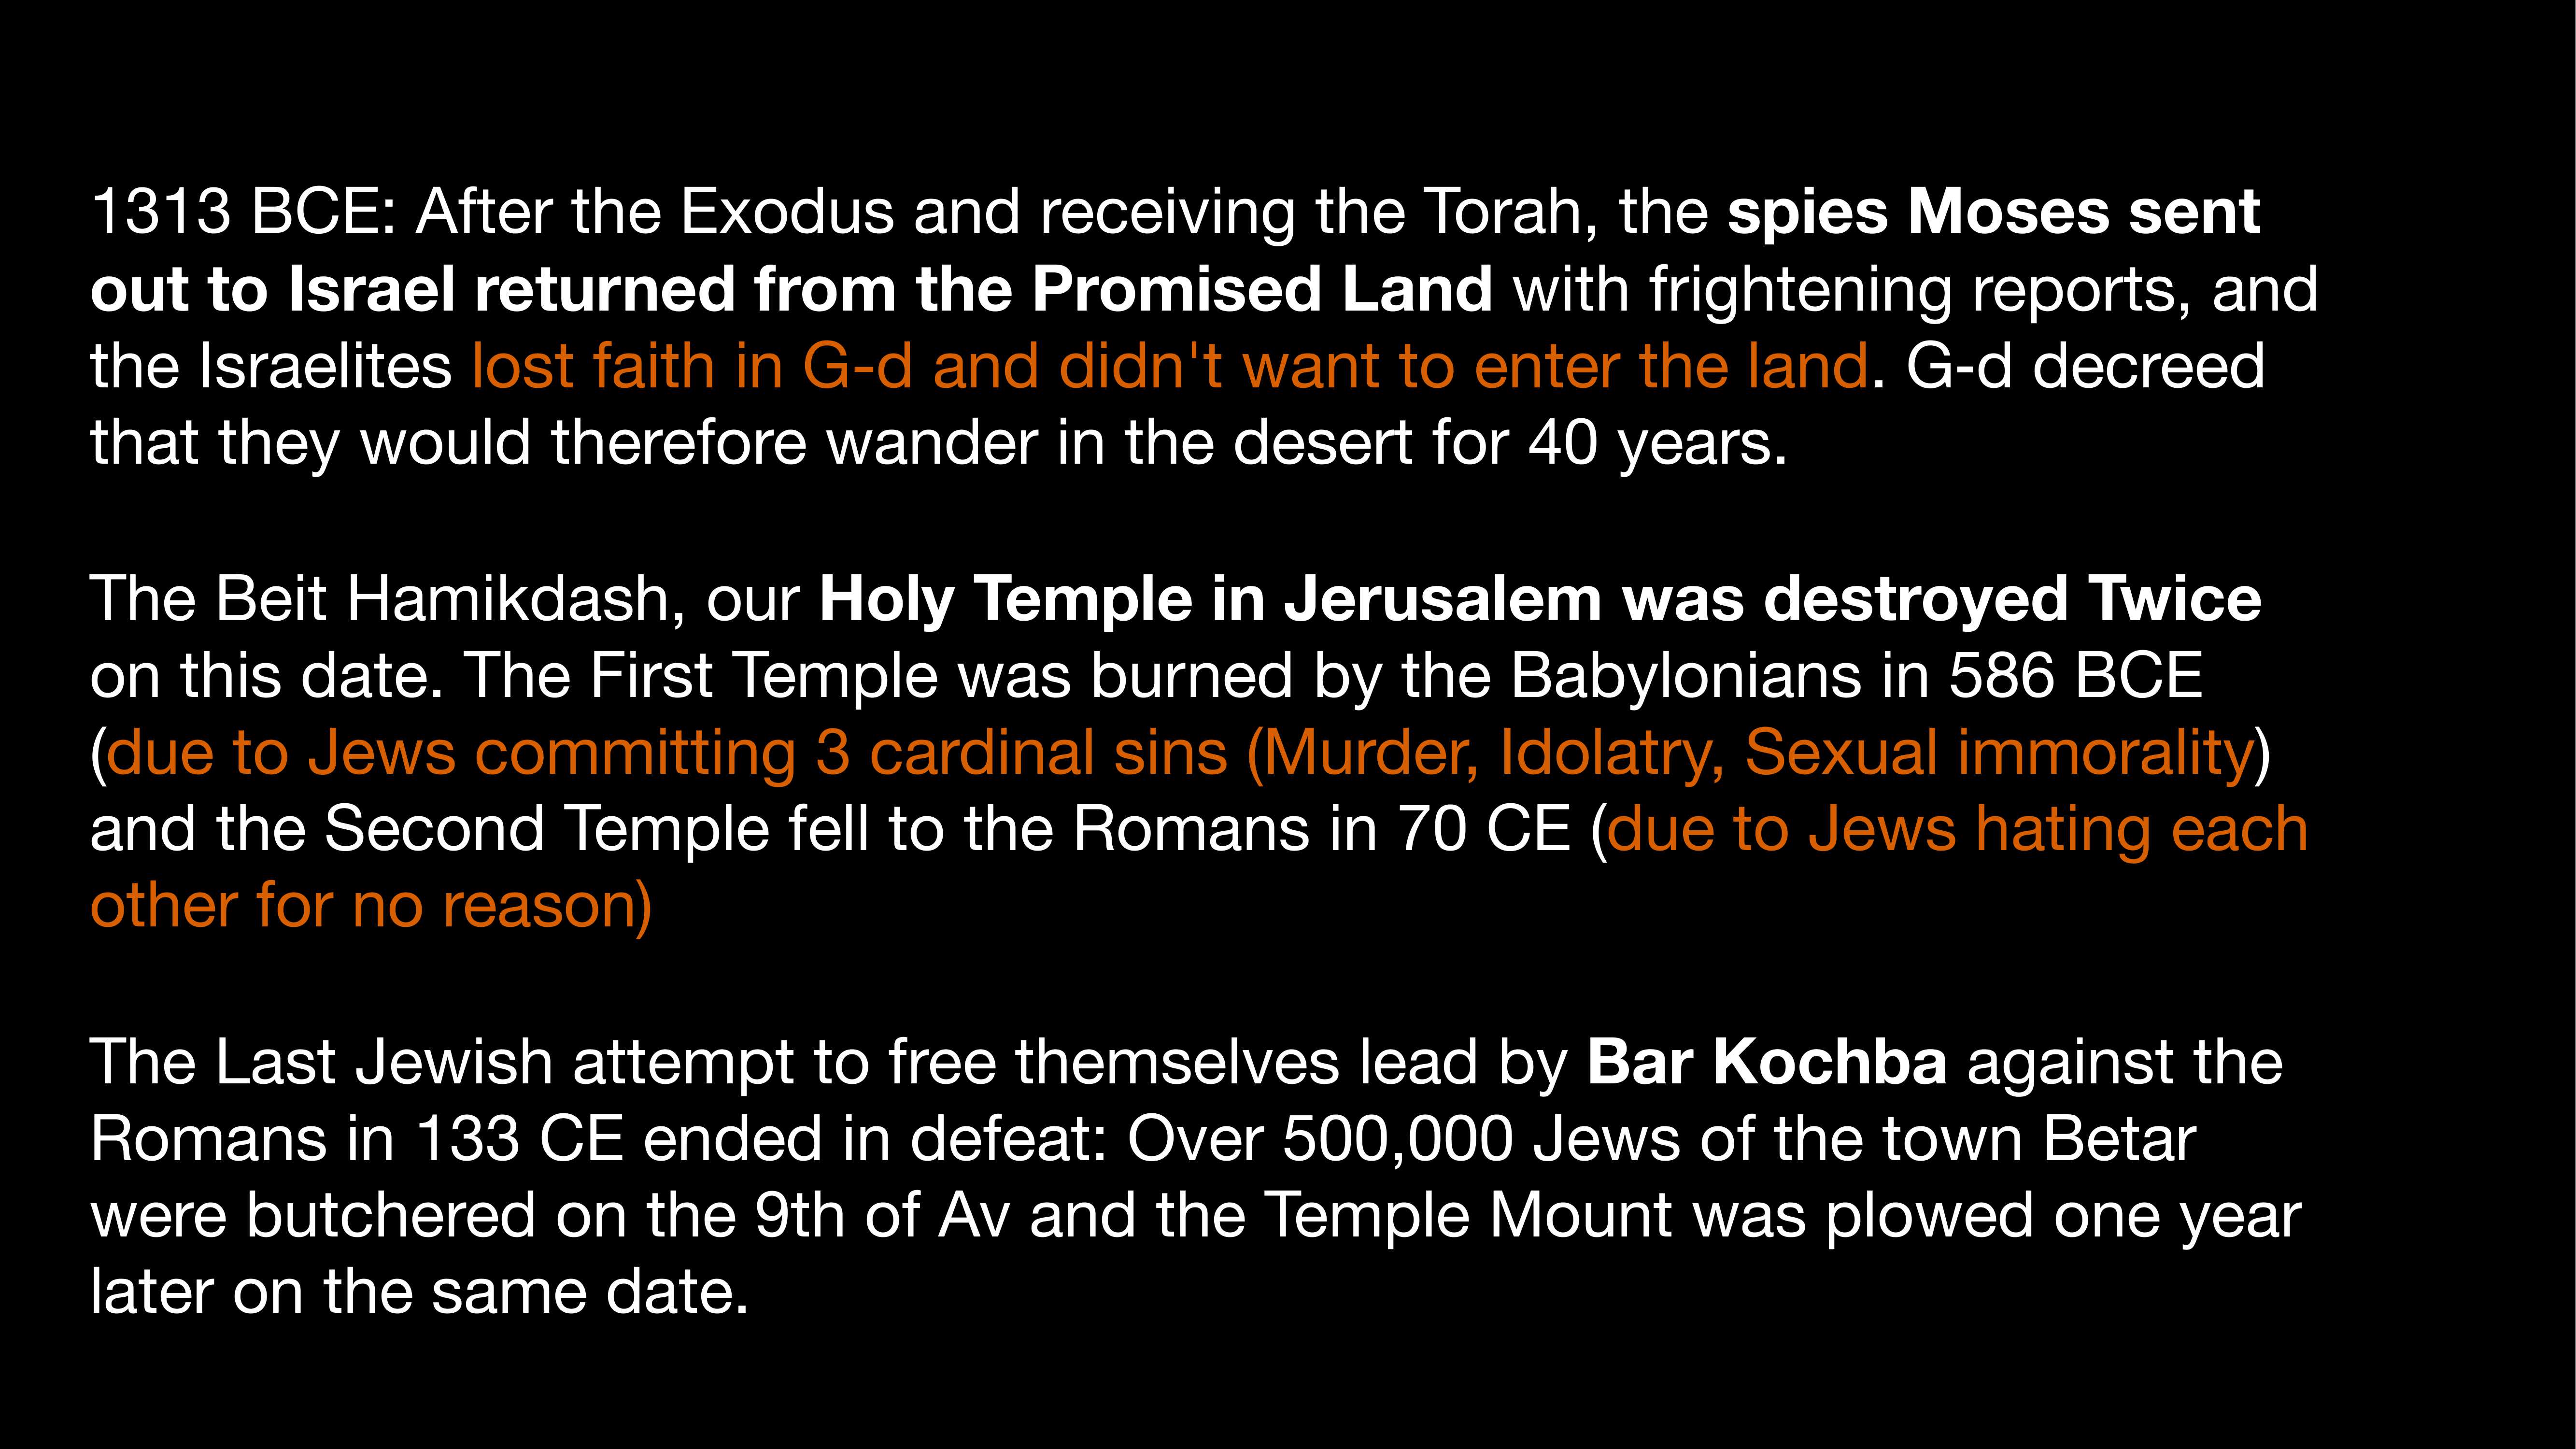 1313 BCE: After the Exodus and receiving the Torah, the spies Moses sent
out to Israel returned from the Promised Land with frightening reports, and
the Israelites lost faith in G-d and didn't want to enter the land. G-d decreed
that they would therefore wander in the desert for 40 years.
The Beit Hamikdash, our Holy Temple in Jerusalem was destroyed Twice
on this date. The First Temple was burned by the Babylonians in 586 BCE
(due to Jews committing 3 cardinal sins (Murder, Idolatry, Sexual immorality)
and the Second Temple fell to the Romans in 70 CE (due to Jews hating each
other for no reason)
The Last Jewish attempt to free themselves lead by Bar Kochba against the
Romans in 133 CE ended in defeat: Over 500,000 Jews of the town Betar
were butchered on the 9th of Av and the Temple Mount was plowed one year
later on the same date.